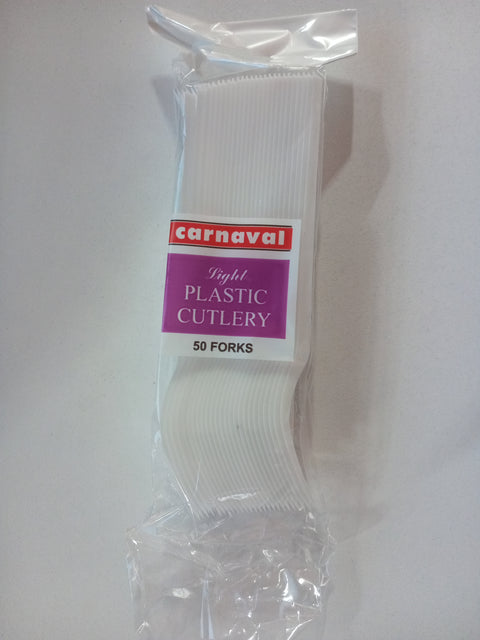 carnaval
Light
PLASTIC
CUTLERY
50 FORKS